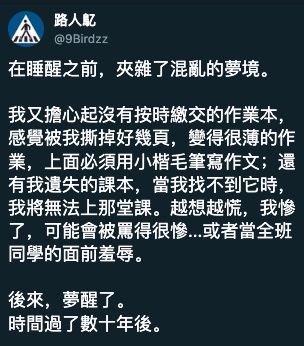 路人髜
@9Birdzz
在睡醒之前，夾雜了混亂的夢境。
我又擔心起沒有按時繳交的作業本，
感覺被我撕掉好幾頁，變得很薄的作
業，上面必須用小楷毛筆寫作文；還
有我遺失的課本，當我找不到它時，
我將無法上那堂課。越想越慌，我慘
了，可能會被罵得很慘...或者當全班
同學的面前羞辱。
後來，夢醒了。
時間過了數十年後。